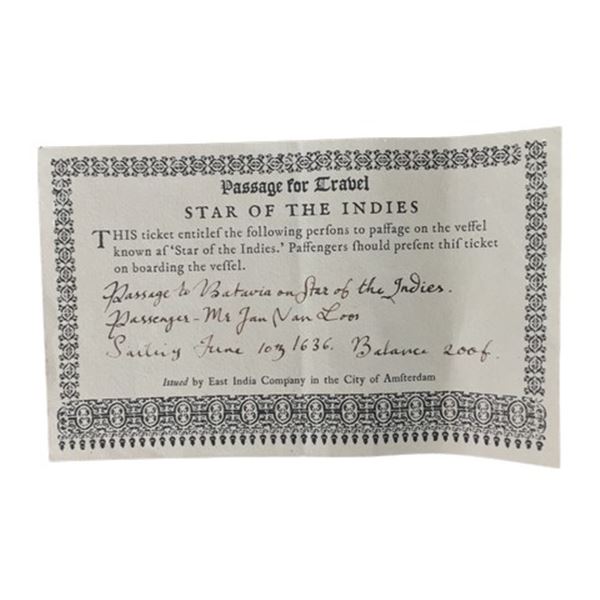 Passage for Travel
STAR OF THE INDIES
THIS ticket entitleſ the following perſons to paſſage on the veſſel
known aſ ‘Star of the Indies.’ Paſſengers ſhould preſent thiſ ticket
on boarding the veſſel.
Passage to Batavia on Star of the Indies.
Passenger - Mr Jan Van Loos
Sailing June 10th 1636. Balance 200f.
Issued by East India Company in the City of Amſterdam